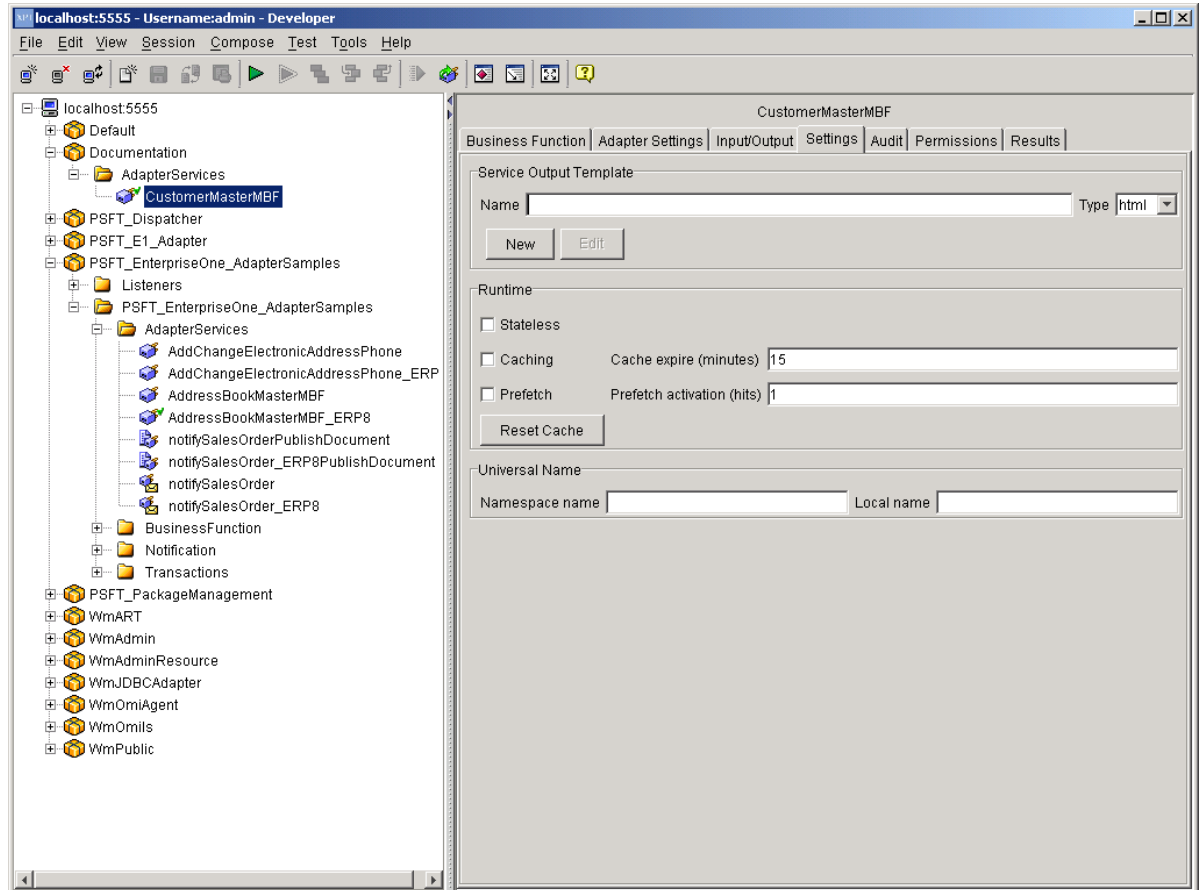 localhost:5555 - Username:admin - Developer
File Edit View Session Compose Test Tools Help
localhost:5555
Default
Documentation
AdapterServices
CustomerMasterMBF
PSFT_Dispatcher
PSFT_E1_Adapter
PSFT_EnterpriseOne_AdapterSamples
Listeners
PSFT_EnterpriseOne_AdapterSamples
AdapterServices
AddChangeElectronicAddressPhone
AddChangeElectronicAddressPhone_ERP
AddressBookMasterMBF
AddressBookMasterMBF_ERP8
notifySalesOrderPublishDocument
notifySalesOrder_ERP8PublishDocument
notifySalesOrder
notifySalesOrder_ERP8
BusinessFunction
Notification
Transactions
PSFT_PackageManagement
WmART
WmAdmin
WmAdminResource
WmJDBCAdapter
WmOmiAgent
WmOmils
WmPublic
CustomerMasterMBF
Business Function Adapter Settings Input/Output Settings Audit Permissions Results
Service Output Template
Name Type html
New Edit
Runtime
Stateless
Caching Cache expire (minutes) 15
Prefetch Prefetch activation (hits) 1
Reset Cache
Universal Name
Namespace name Local name